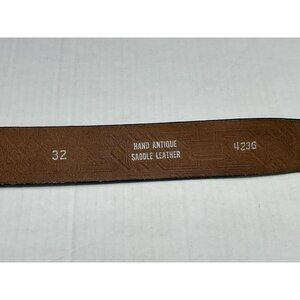 32
HAND ANTIQUE
SADDLE LEATHER
4236